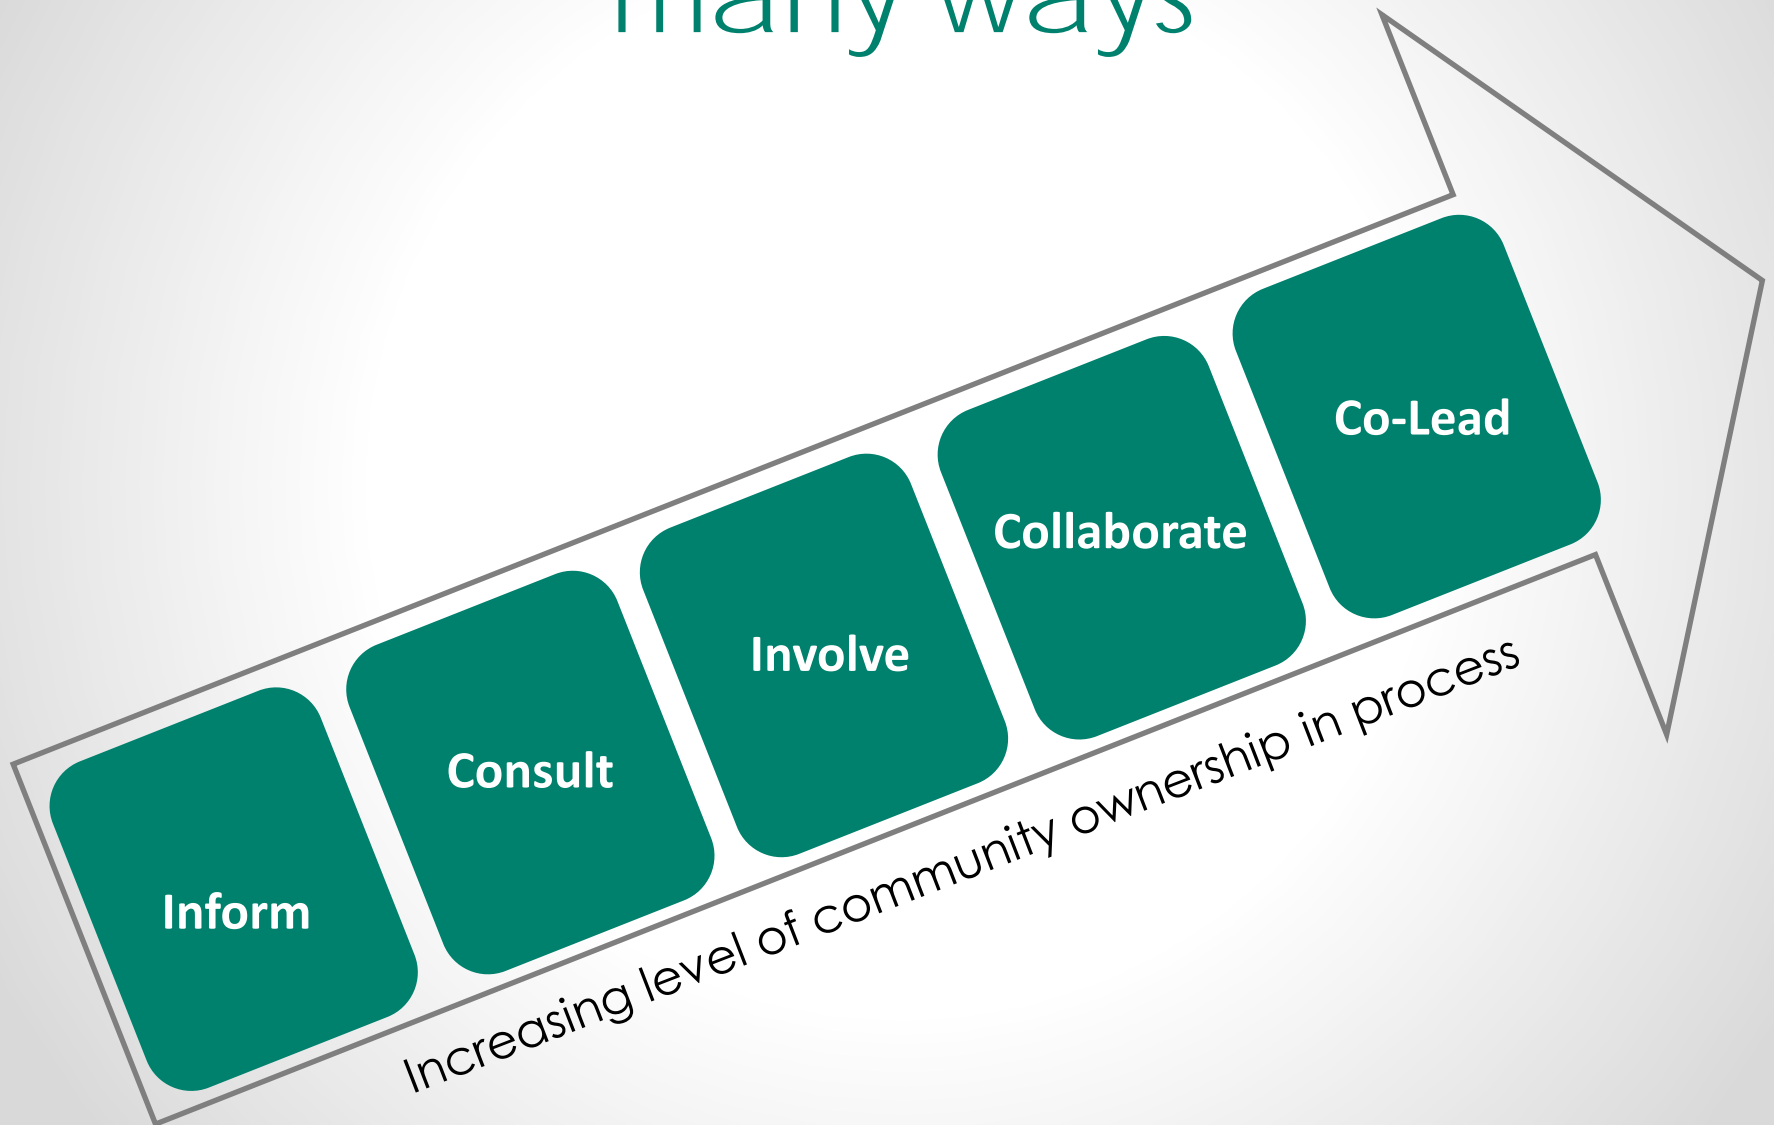 many ways
Inform
Consult
Involve
Collaborate
Co-Lead
Increasing level of community ownership in process